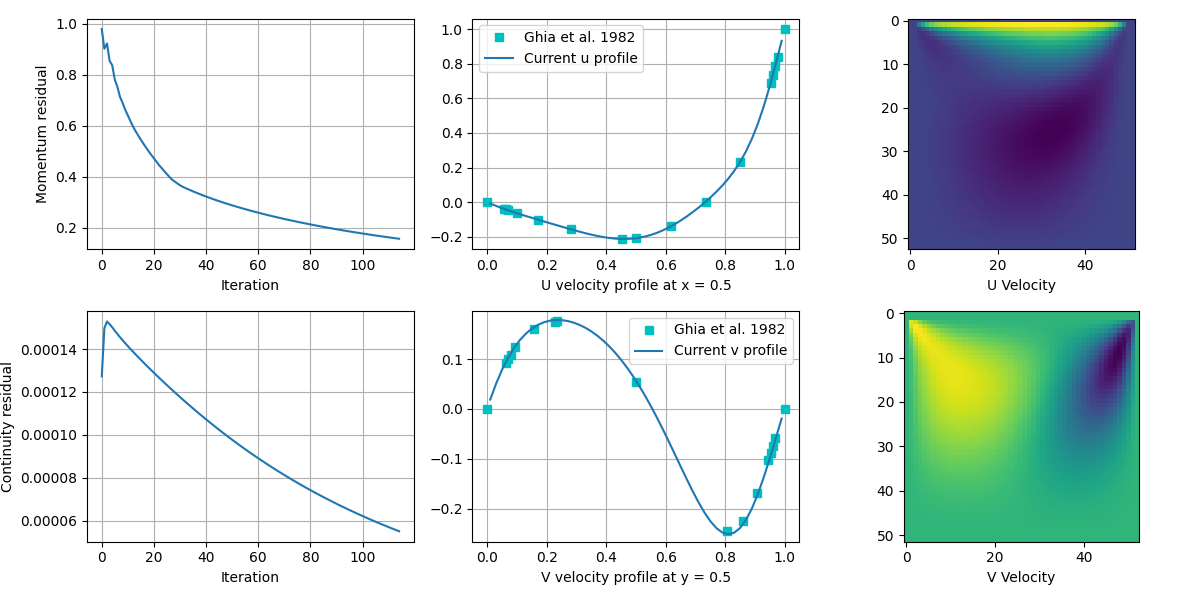 1.0
0.8
0.6
0.4
0.2
Momentum residual
0 20 40 60 80 100
Iteration
1.0
0.8
0.6
0.4
0.2
0.0
−0.2
Ghia et al. 1982
Current u profile
0.0 0.2 0.4 0.6 0.8 1.0
U velocity profile at x = 0.5
0
10
20
30
40
50
0 20 40
U Velocity
0.00014
0.00012
0.00010
0.00008
0.00006
Continuity residual
0 20 40 60 80 100
Iteration
0.1
0.0
−0.1
−0.2
Ghia et al. 1982
Current v profile
0.0 0.2 0.4 0.6 0.8 1.0
V velocity profile at y = 0.5
0
10
20
30
40
50
0 20 40
V Velocity